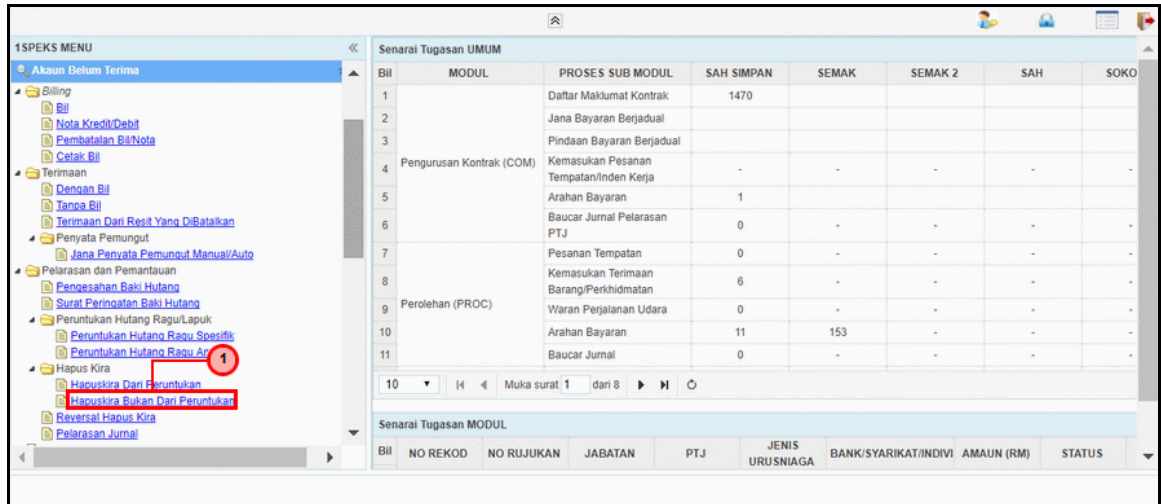 1SPEKS MENU
Akaun Belum Terima
Billing
Bil
Nota Kredit/Debit
Pembatalan Bil/Nota
Cetak Bil
Terimaan
Dengan Bil
Tanpa Bil
Terimaan Dari Resit Yang DiBatalkan
Penyata Pemungut
Jana Penyata Pemungut Manual/Auto
Pelarasan dan Pemantauan
Pengesahan Baki Hutang
Surat Peringatan Baki Hutang
Peruntukan Hutang Ragu/Lapuk
Peruntukan Hutang Ragu Spesifik
Peruntukan Hutang Ragu
1
Hapus Kira
Hapuskira Dari Peruntukan
Hapuskira Bukan Dari Peruntukan
Reversal Hapus Kira
Pelarasan Jurnal
Senarai Tugasan UMUM
Bil MODUL PROSES SUB MODUL SAH SIMPAN SEMAK SEMAK 2 SAH SOKO
1 Daftar Maklumat Kontrak 1470
2 Jana Bayaran Berjadual
3 Pindaan Bayaran Berjadual
Pengurusan Kontrak (COM)
4 Kemasukan Pesanan Tempatan/Inden Kerja - - - - -
5 Arahan Bayaran 1
6 Baucar Jurnal Pelarasan PTJ 0 - - - -
7 Pesanan Tempatan 0 - - - -
8 Kemasukan Terimaan Barang/Perkhidmatan 6 - - - -
Perolehan (PROC)
9 Waran Perjalanan Udara 0 - - - -
10 Arahan Bayaran 11 153 - - -
11 Baucar Jurnal 0 - - - -
10 Muka surat 1 dari 8
Senarai Tugasan MODUL
Bil NO REKOD NO RUJUKAN JABATAN PTJ JENIS URUSNIAGA BANK/SYARIKAT/INDIVI AMAUN (RM) STATUS